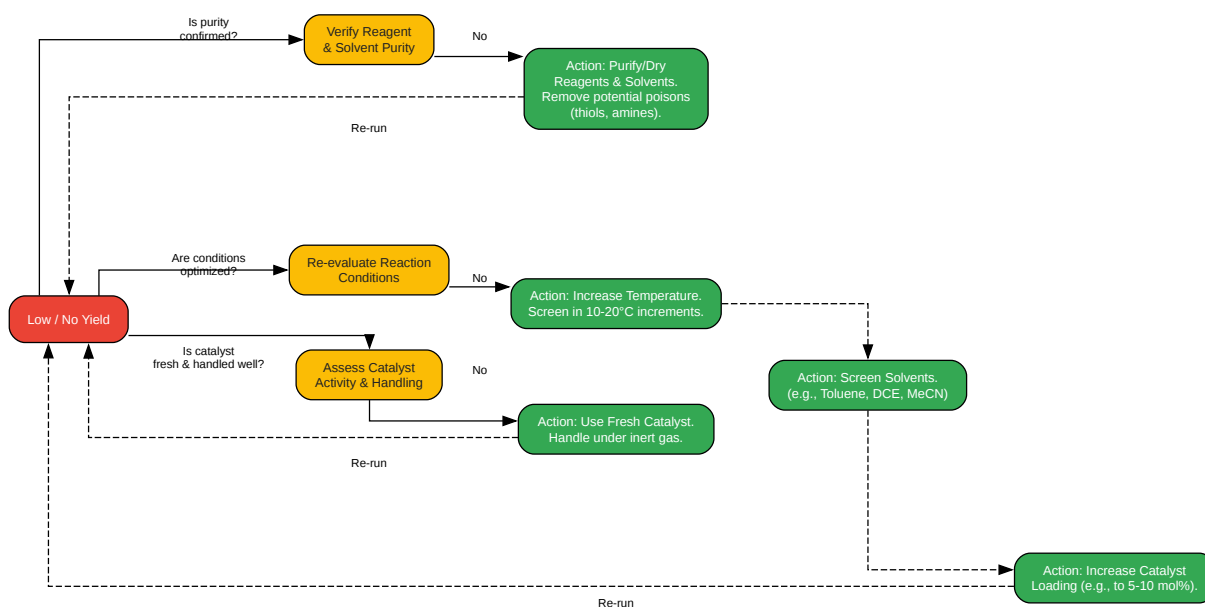 Is purity
confirmed?
Verify Reagent
& Solvent Purity
No
Action: Purify/Dry
Reagents & Solvents.
Remove potential poisons
(thiols, amines).
Re-run
Are conditions
optimized?
Re-evaluate Reaction
Conditions
No
Action: Increase Temperature.
Screen in 10-20°C increments.
Low / No Yield
Is catalyst
fresh & handled well?
Assess Catalyst
Activity & Handling
No
Action: Screen Solvents.
(e.g., Toluene, DCE, MeCN)
Action: Use Fresh Catalyst.
Handle under inert gas.
Re-run
Action: Increase Catalyst
Loading (e.g., to 5-10 mol%).
Re-run